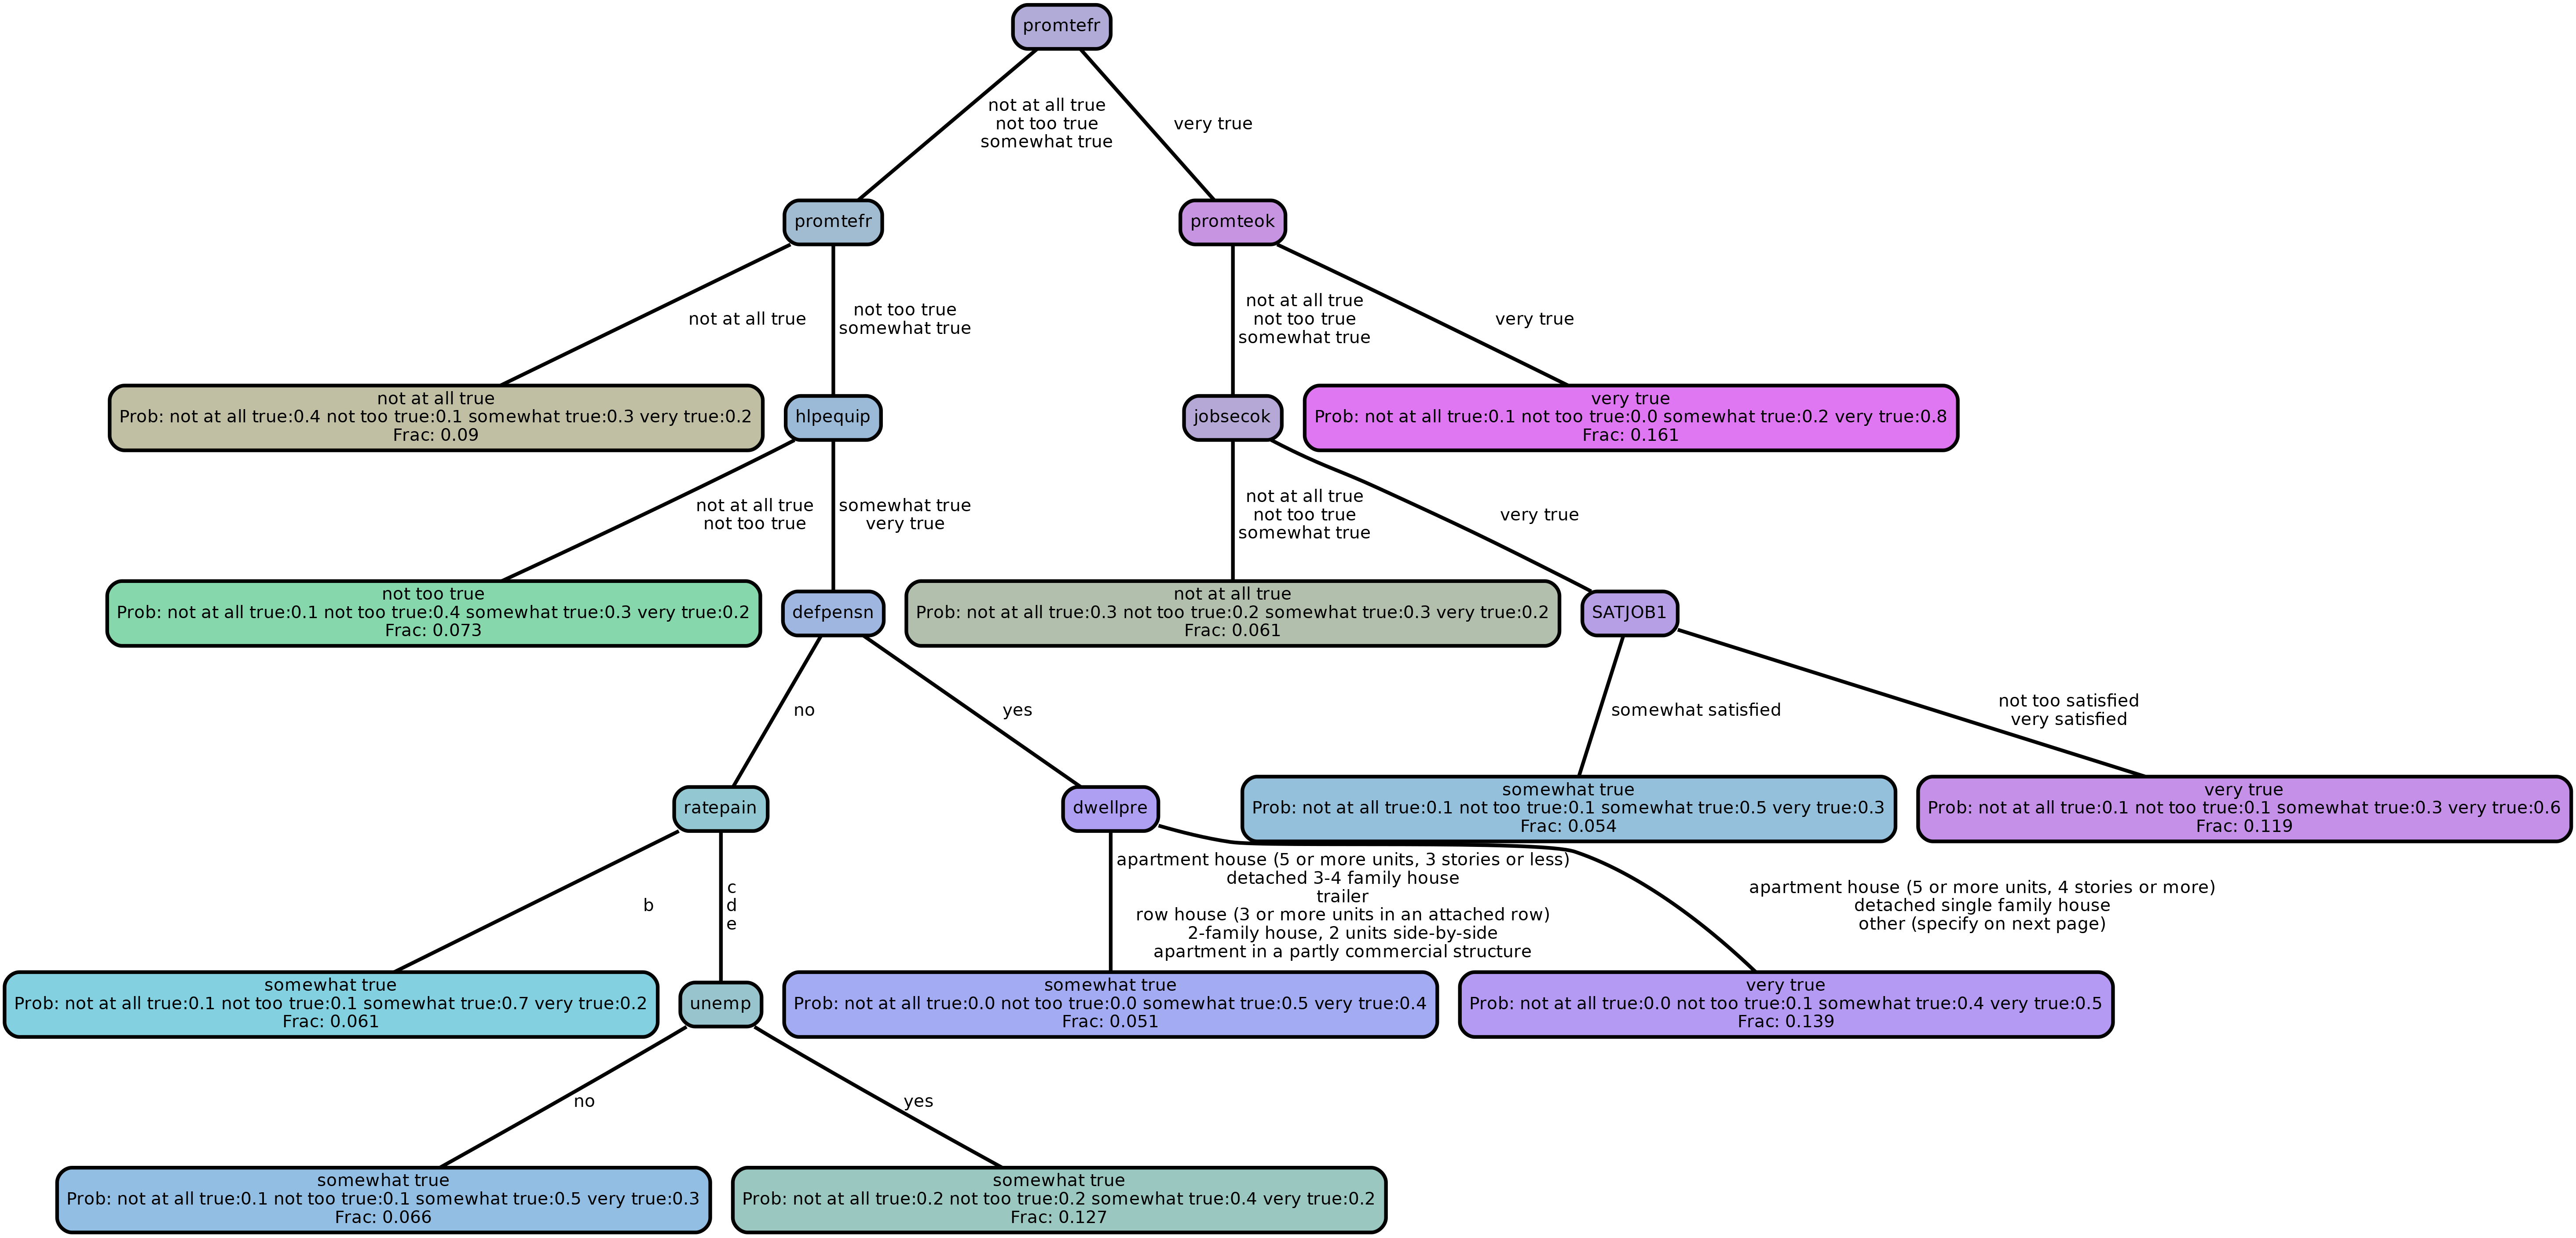 promtefr
not at all true
not too true
somewhat true
very true
promtefr
promteok
not at all true
not too true
somewhat true
not at all true
not too true
somewhat true
very true
not at all true
Prob: not at all true:0.4 not too true:0.1 somewhat true:0.3 very true:0.2
Frac: 0.09
hlpequip
jobsecok
very true
Prob: not at all true:0.1 not too true:0.0 somewhat true:0.2 very true:0.8
Frac: 0.161
not at all true
not too true
somewhat true
very true
not at all true
not too true
somewhat true
very true
not too true
Prob: not at all true:0.1 not too true:0.4 somewhat true:0.3 very true:0.2
Frac: 0.073
defpensn
not at all true
Prob: not at all true:0.3 not too true:0.2 somewhat true:0.3 very true:0.2
Frac: 0.061
SATJOB1
no
yes
somewhat satisfied
not too satisfied
very satisfied
ratepain
dwellpre
somewhat true
Prob: not at all true:0.1 not too true:0.1 somewhat true:0.5 very true:0.3
Frac: 0.054
very true
Prob: not at all true:0.1 not too true:0.1 somewhat true:0.3 very true:0.6
Frac: 0.119
b
c
d
e
apartment house (5 or more units, 3 stories or less)
detached 3-4 family house
trailer
row house (3 or more units in an attached row)
2-family house, 2 units side-by-side
apartment in a partly commercial structure
apartment house (5 or more units, 4 stories or more)
detached single family house
other (specify on next page)
somewhat true
Prob: not at all true:0.1 not too true:0.1 somewhat true:0.7 very true:0.2
Frac: 0.061
unemp
somewhat true
Prob: not at all true:0.0 not too true:0.0 somewhat true:0.5 very true:0.4
Frac: 0.051
very true
Prob: not at all true:0.0 not too true:0.1 somewhat true:0.4 very true:0.5
Frac: 0.139
no
yes
somewhat true
Prob: not at all true:0.1 not too true:0.1 somewhat true:0.5 very true:0.3
Frac: 0.066
somewhat true
Prob: not at all true:0.2 not too true:0.2 somewhat true:0.4 very true:0.2
Frac: 0.127